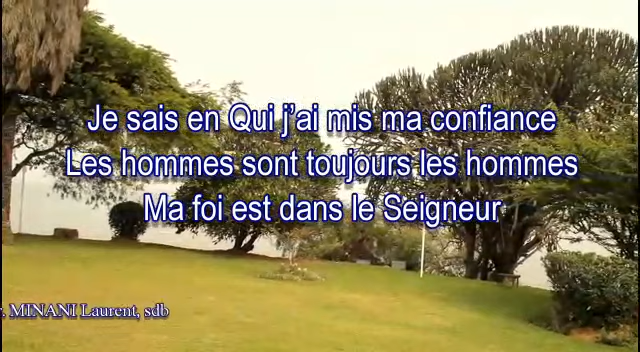 Je sais en Qui j'ai mis ma confiance
Les hommes sont toujours les hommes
Ma foi est dans le Seigneur
. MINANI Laurent, sdb